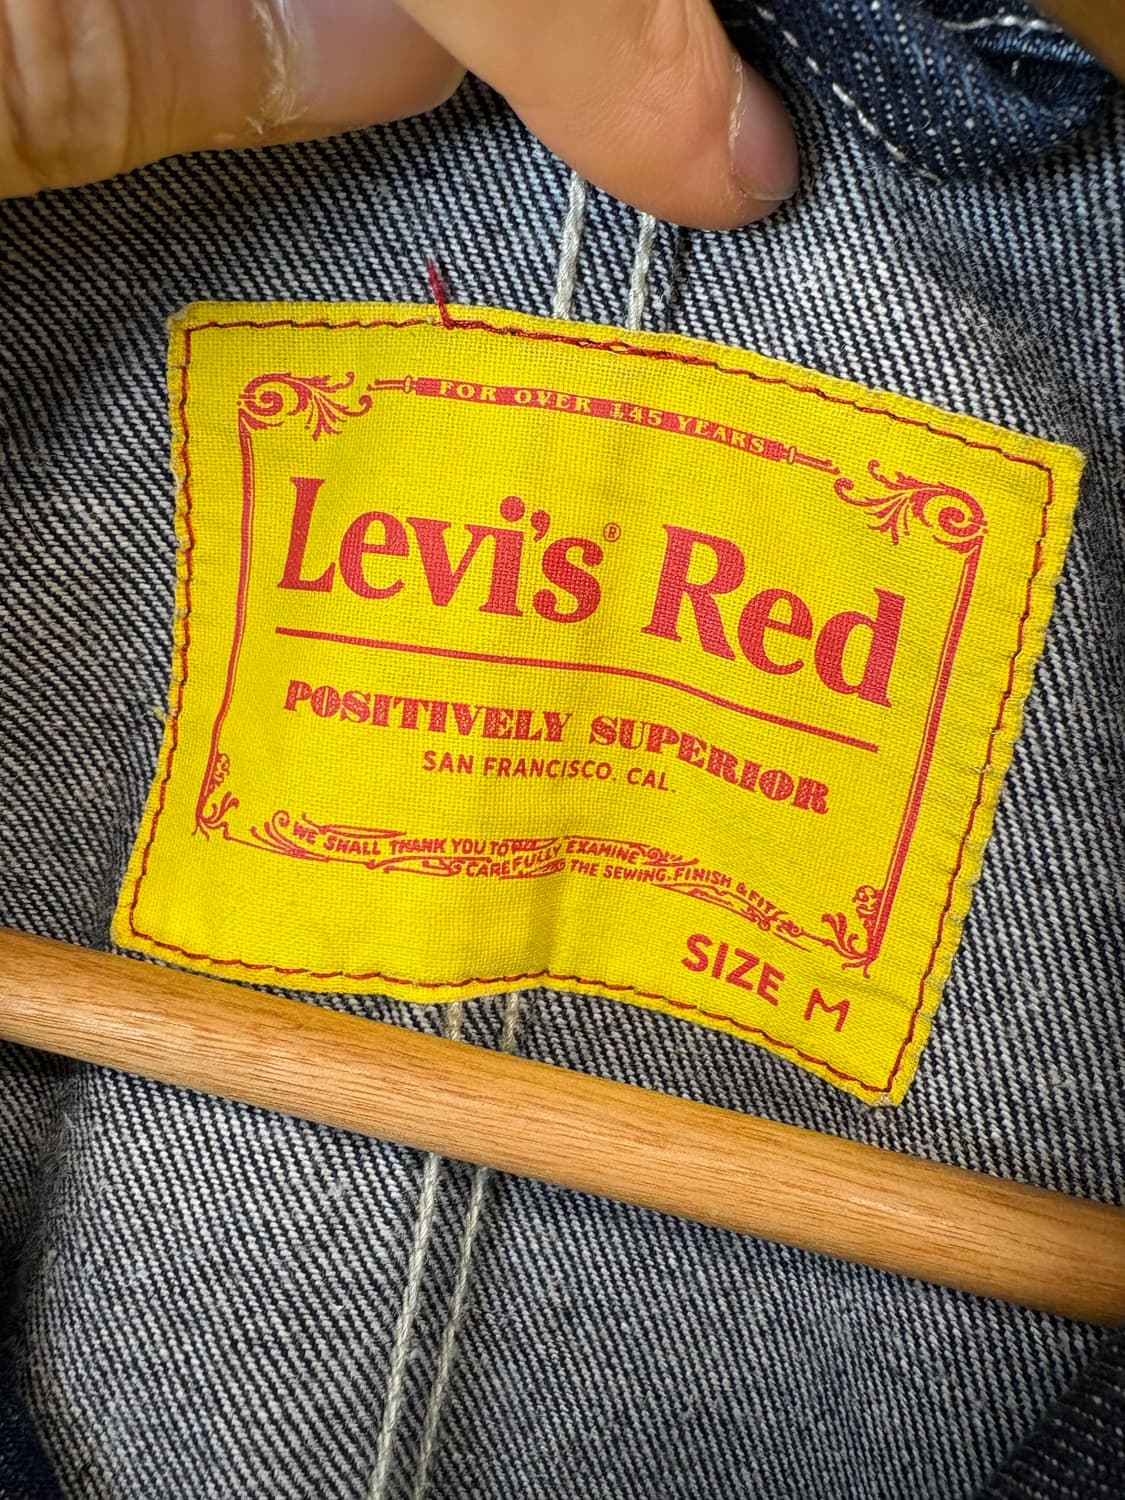 FOR OVER 145 YEARS
Levi's® Red
POSITIVELY SUPERIOR
SAN FRANCISCO. CAL.
WE SHALL THANK YOU TO CAREFULLY EXAMINE
THE SEWING, FINISH & FIT
SIZE M